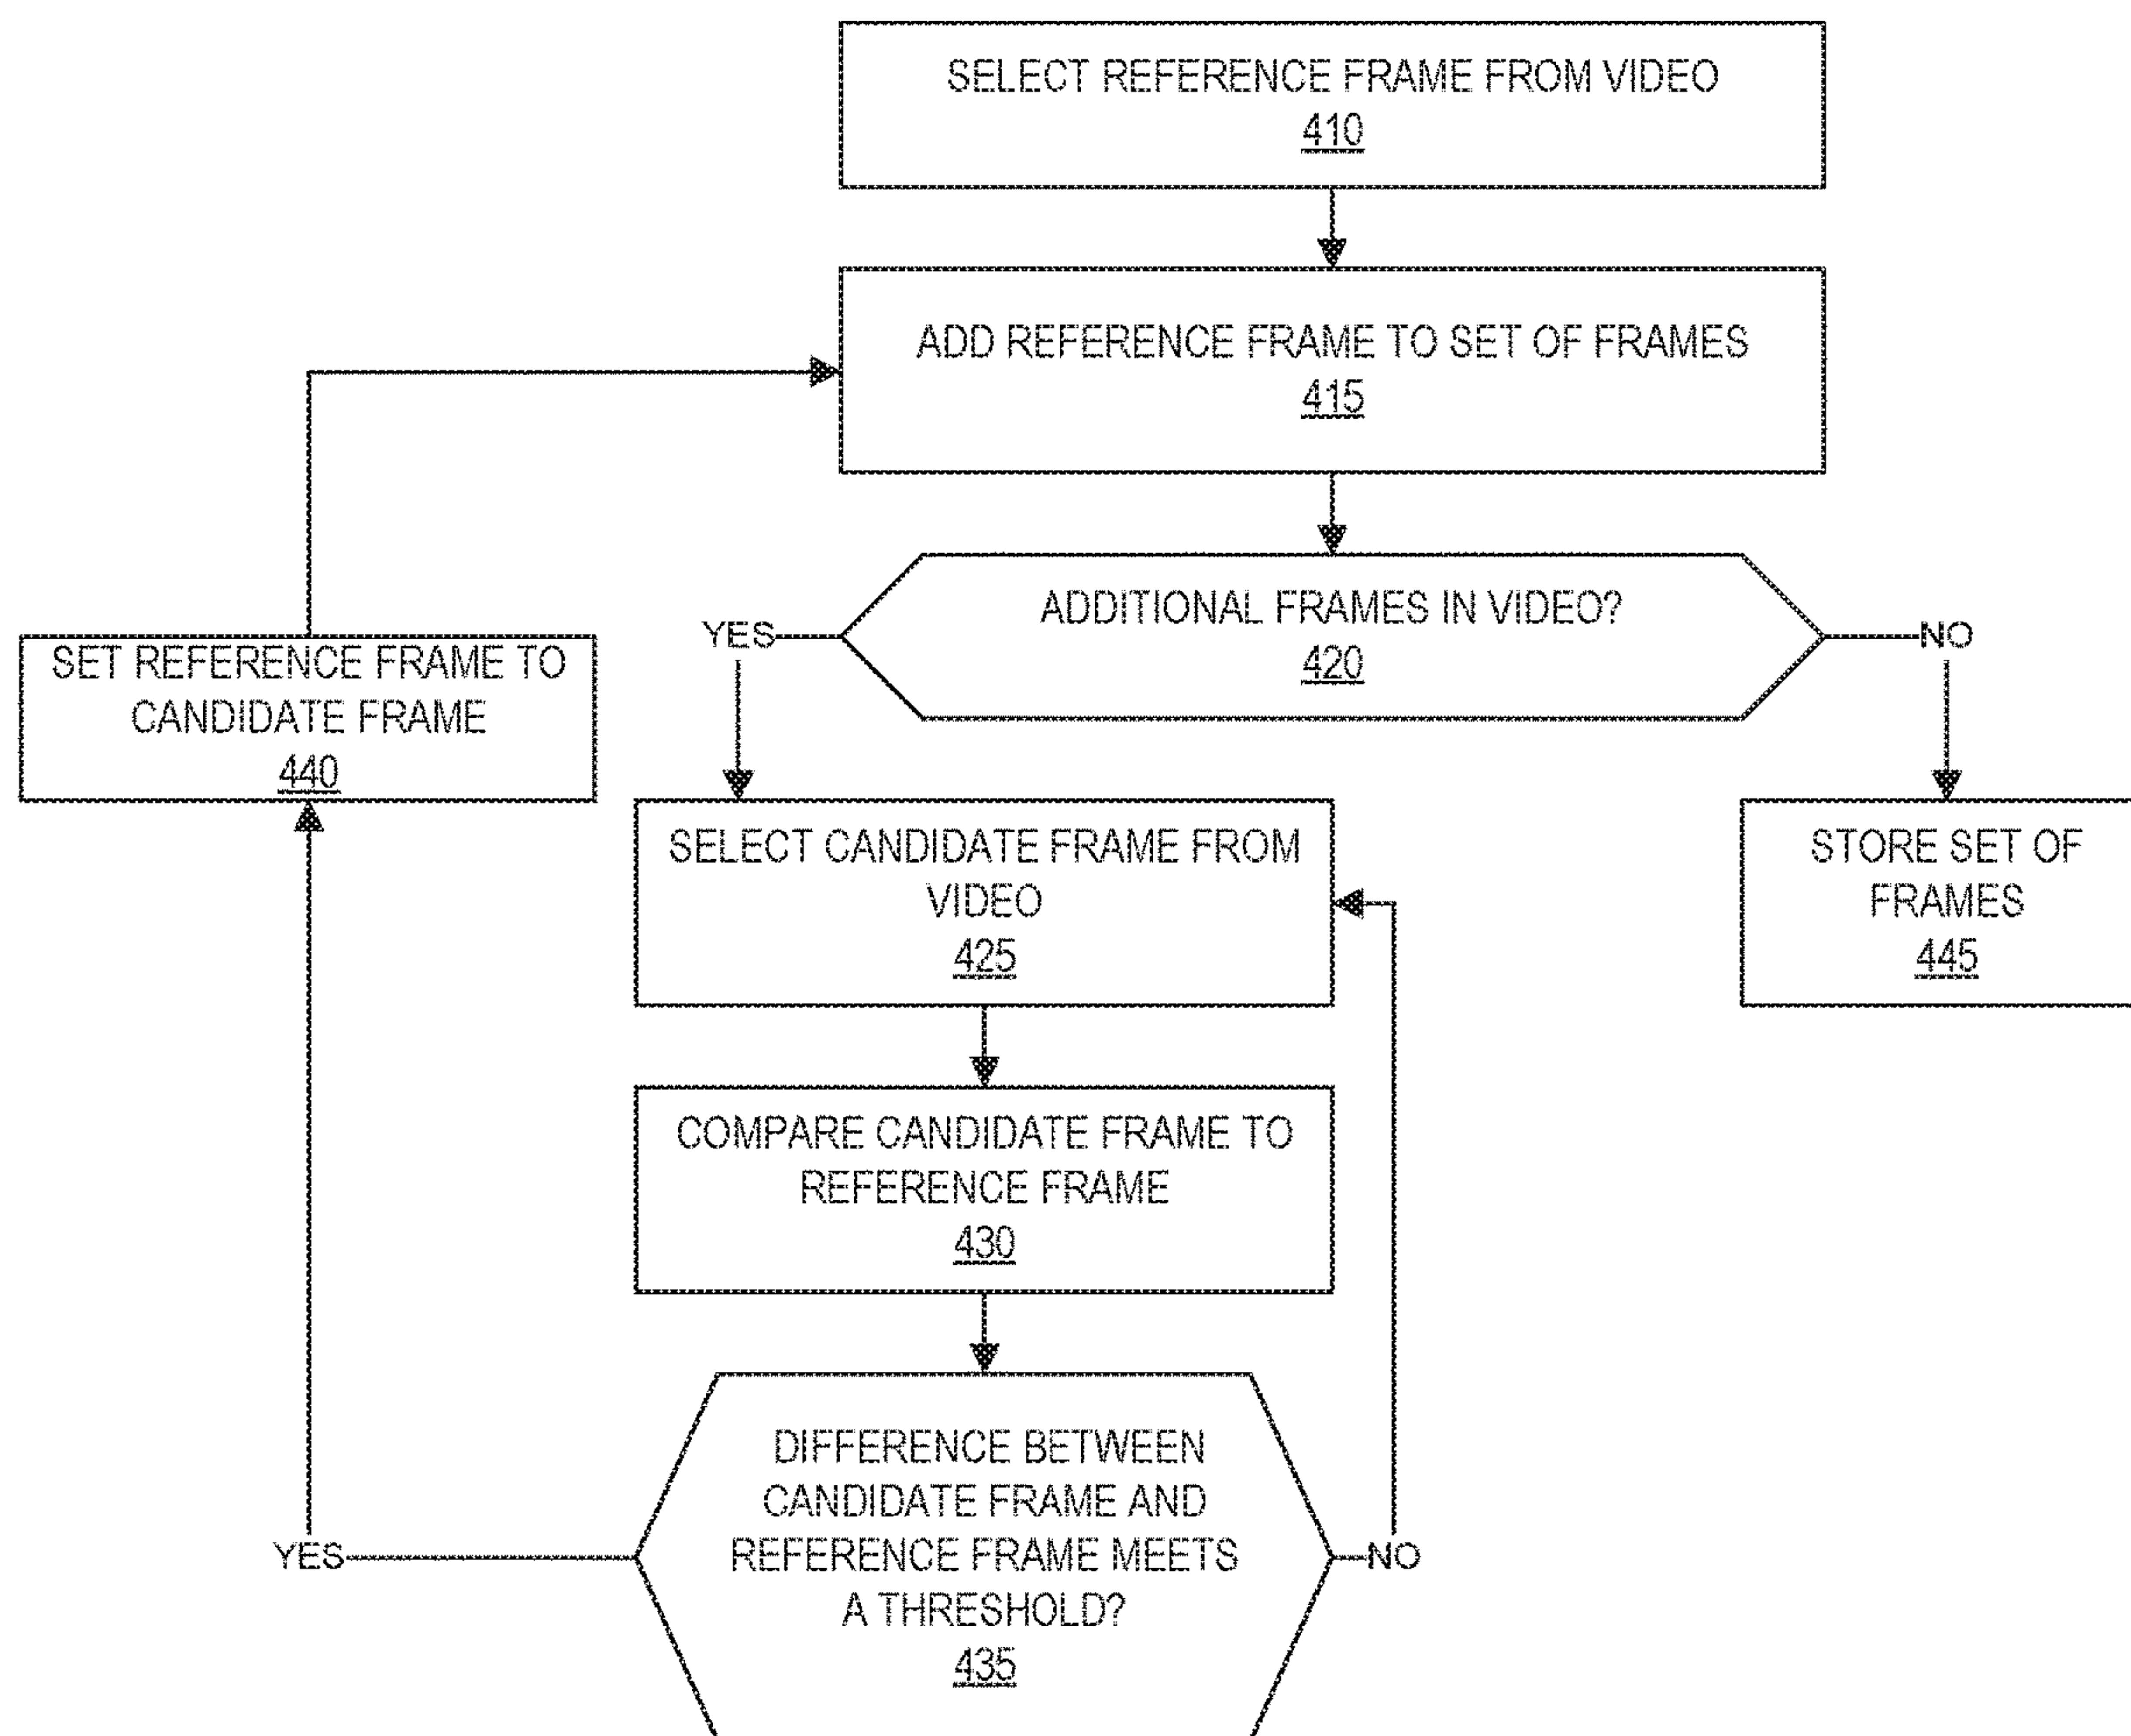 SELECT REFERENCE FRAME FROM VIDEO
410
ADD REFERENCE FRAME TO SET OF FRAMES
415
ADDITIONAL FRAMES IN VIDEO?
420
YES
NO
SET REFERENCE FRAME TO
CANDIDATE FRAME
440
SELECT CANDIDATE FRAME FROM
VIDEO
425
STORE SET OF
FRAMES
445
COMPARE CANDIDATE FRAME TO
REFERENCE FRAME
430
DIFFERENCE BETWEEN
CANDIDATE FRAME AND
REFERENCE FRAME MEETS
A THRESHOLD?
435
YES
NO